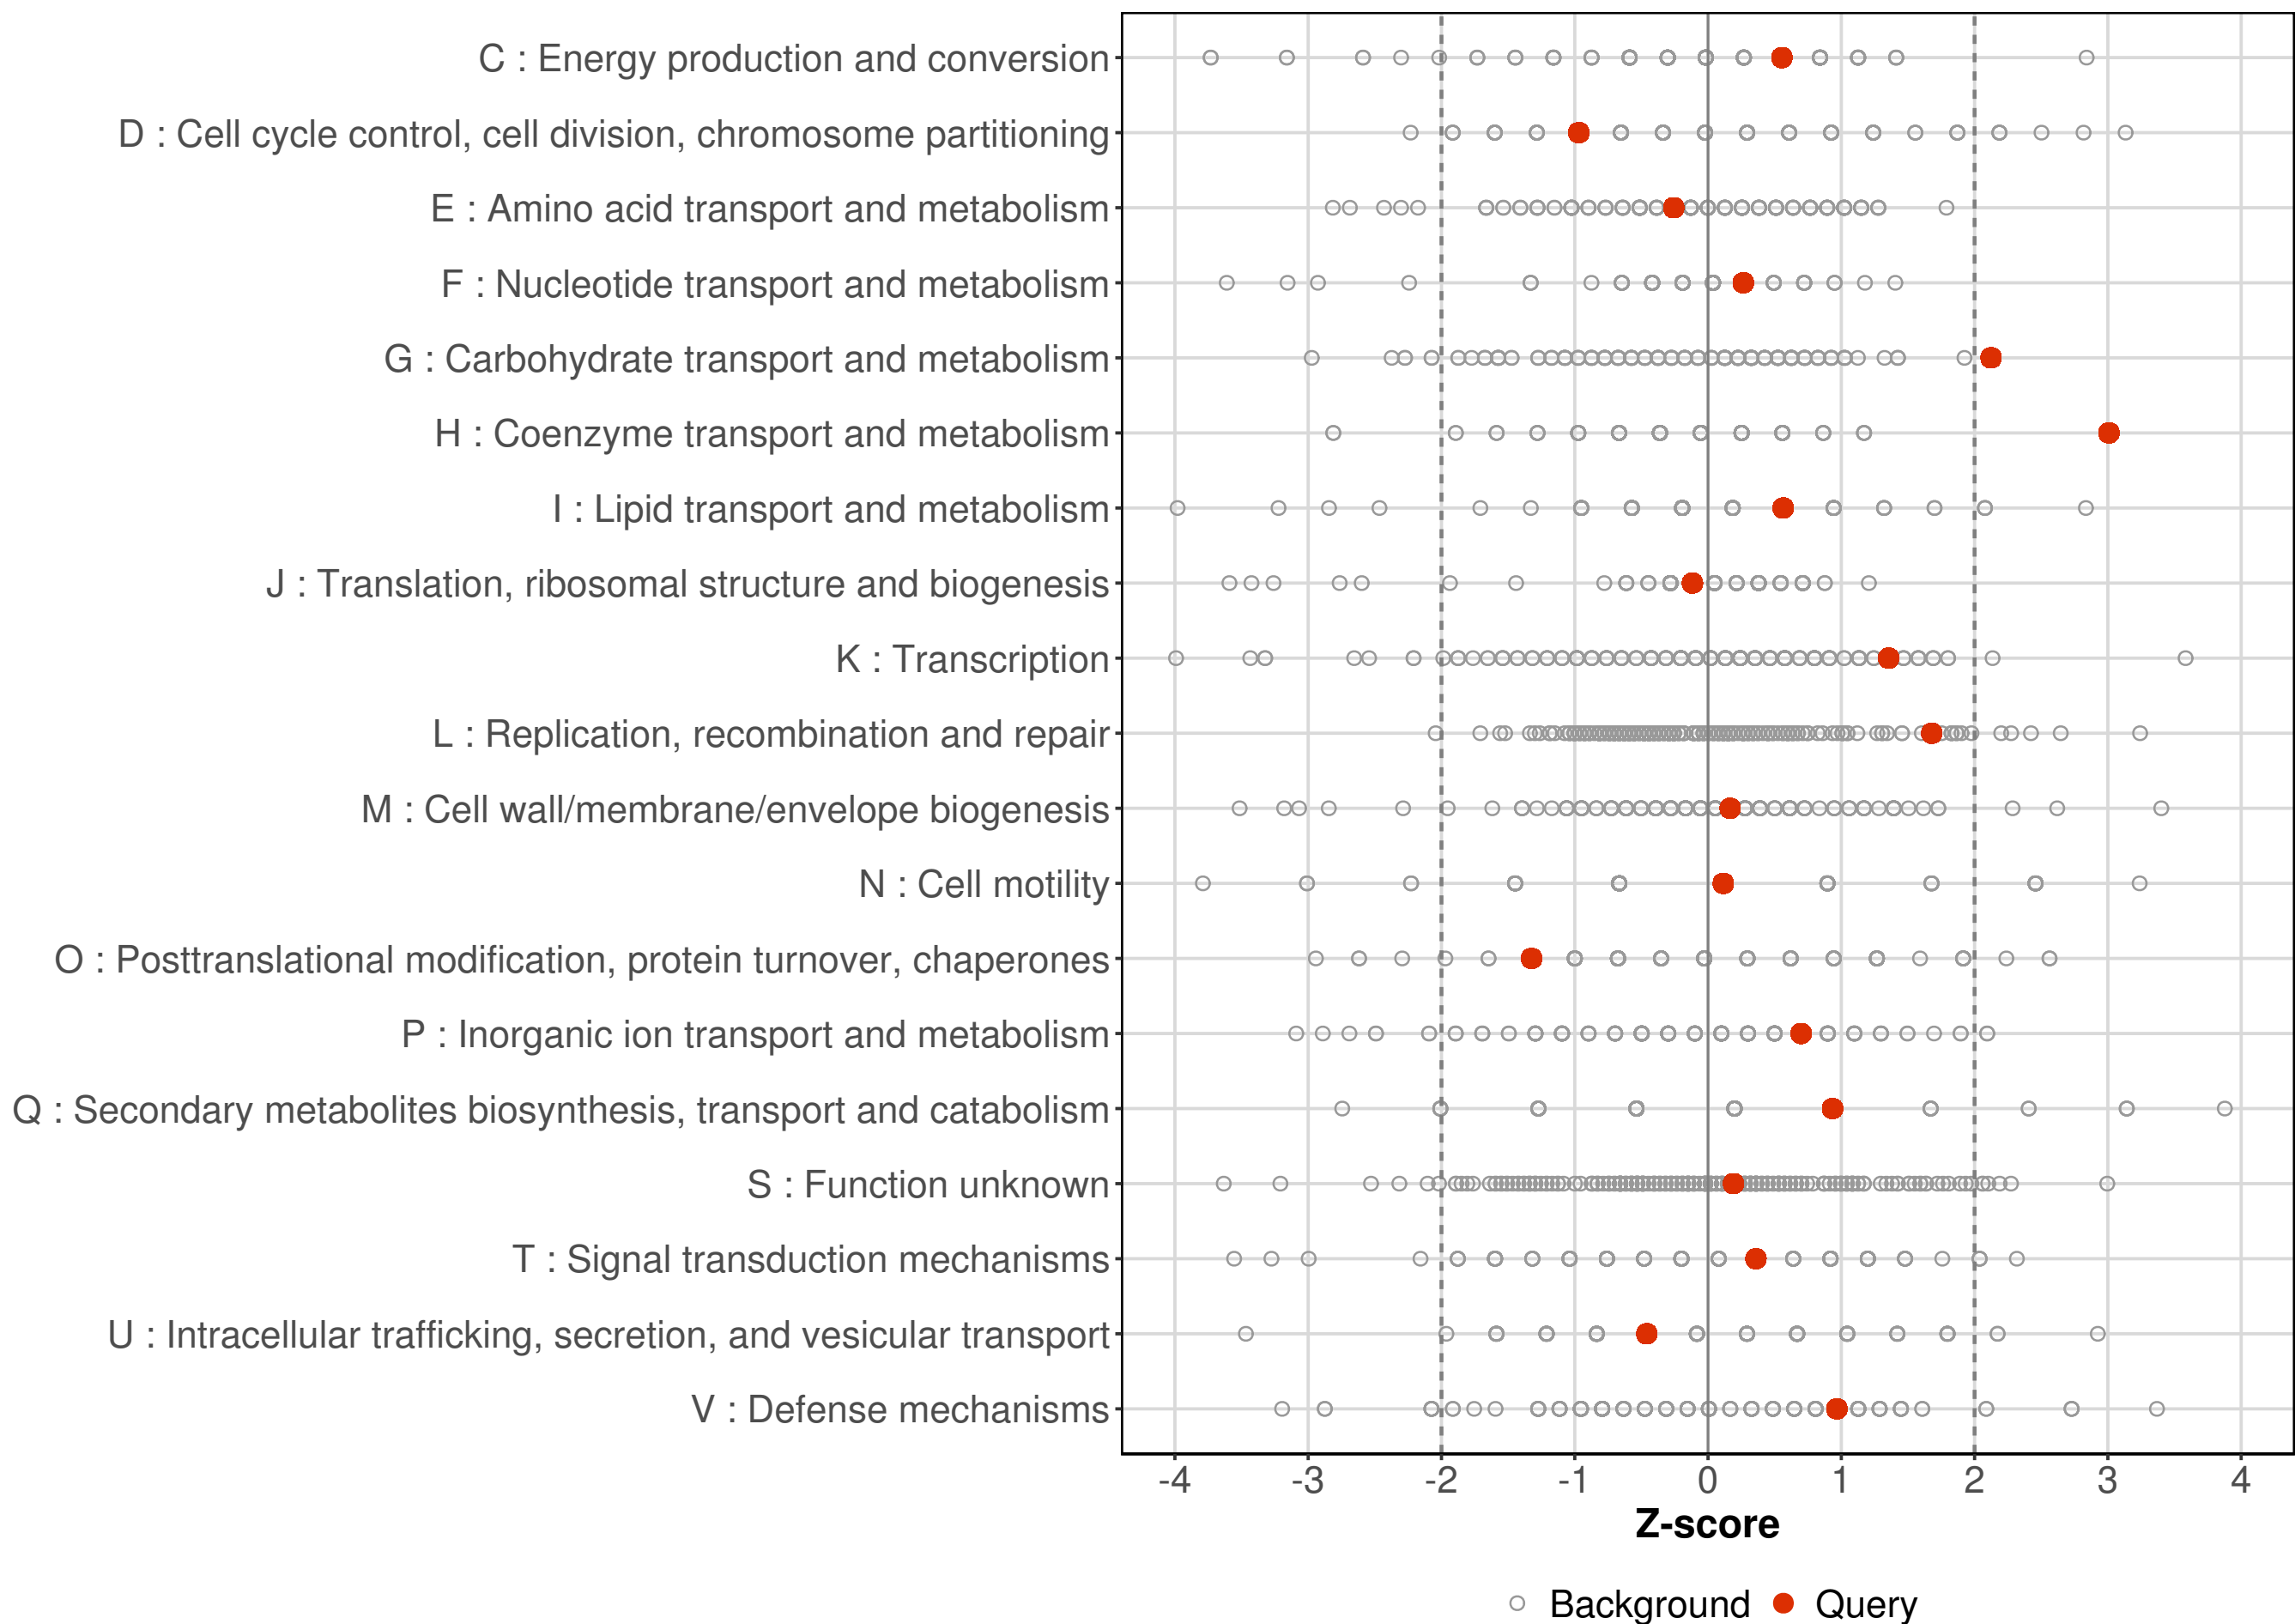 C : Energy production and conversion
D : Cell cycle control, cell division, chromosome partitioning
E : Amino acid transport and metabolism
F : Nucleotide transport and metabolism
G : Carbohydrate transport and metabolism
H : Coenzyme transport and metabolism
I : Lipid transport and metabolism
J : Translation, ribosomal structure and biogenesis
K : Transcription
L : Replication, recombination and repair
M : Cell wall/membrane/envelope biogenesis
N : Cell motility
O : Posttranslational modification, protein turnover, chaperones
P : Inorganic ion transport and metabolism
Q : Secondary metabolites biosynthesis, transport and catabolism
S : Function unknown
T : Signal transduction mechanisms
U : Intracellular trafficking, secretion, and vesicular transport
V : Defense mechanisms
-4 -3 -2 -1 0 1 2 3 4
Z-score
Background Query